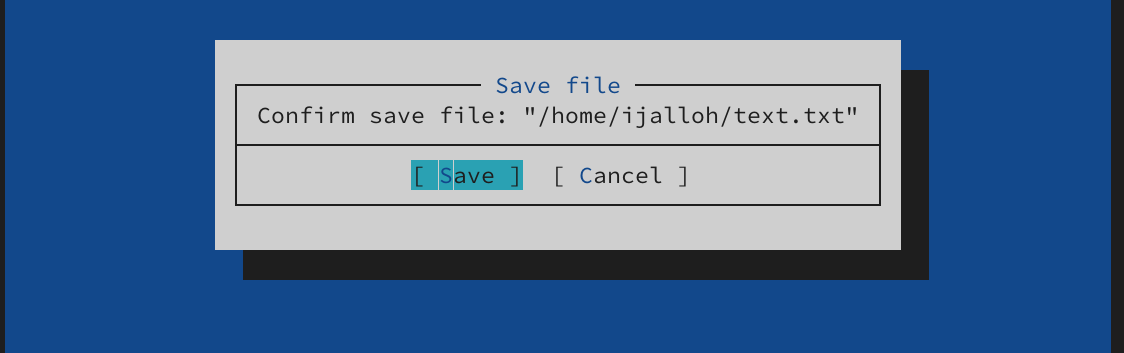 Save file
Confirm save file: "/home/ijalloh/text.txt"
[ Save ]  [ Cancel ]